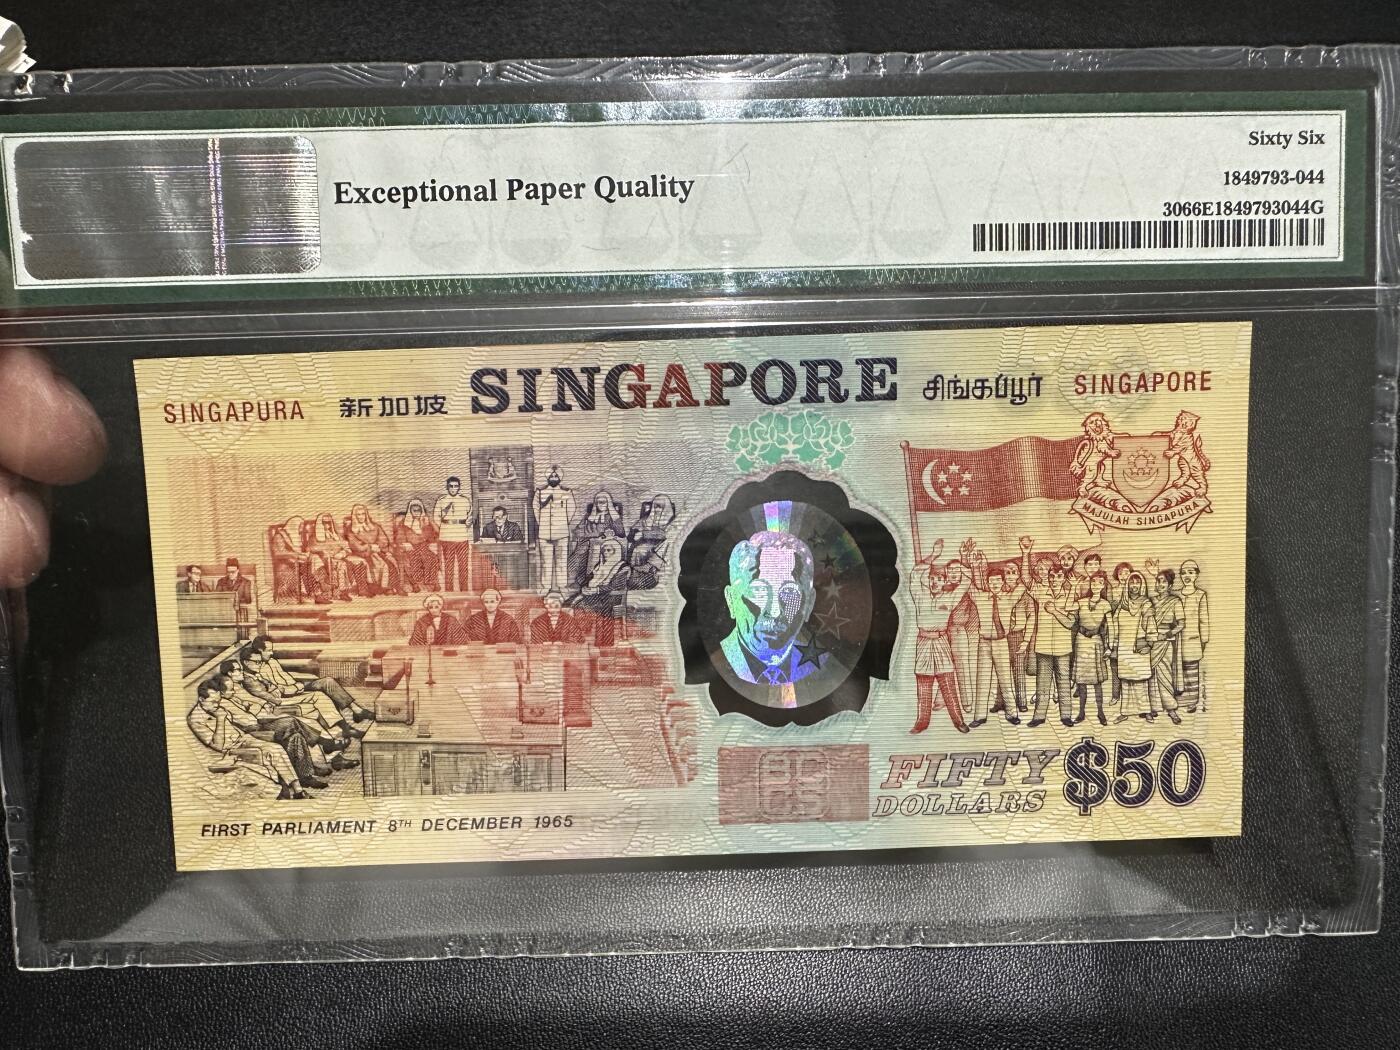 Sixty Six
Exceptional Paper Quality
1849793-044
3066E1849793044G
SINGAPURA 新加坡 SINGAPORE சிங்கப்பூர் SINGAPORE
MAJULAH SINGAPURA
BCCS
FIFTY
DOLLARS
$50
FIRST PARLIAMENT 8TH DECEMBER 1965